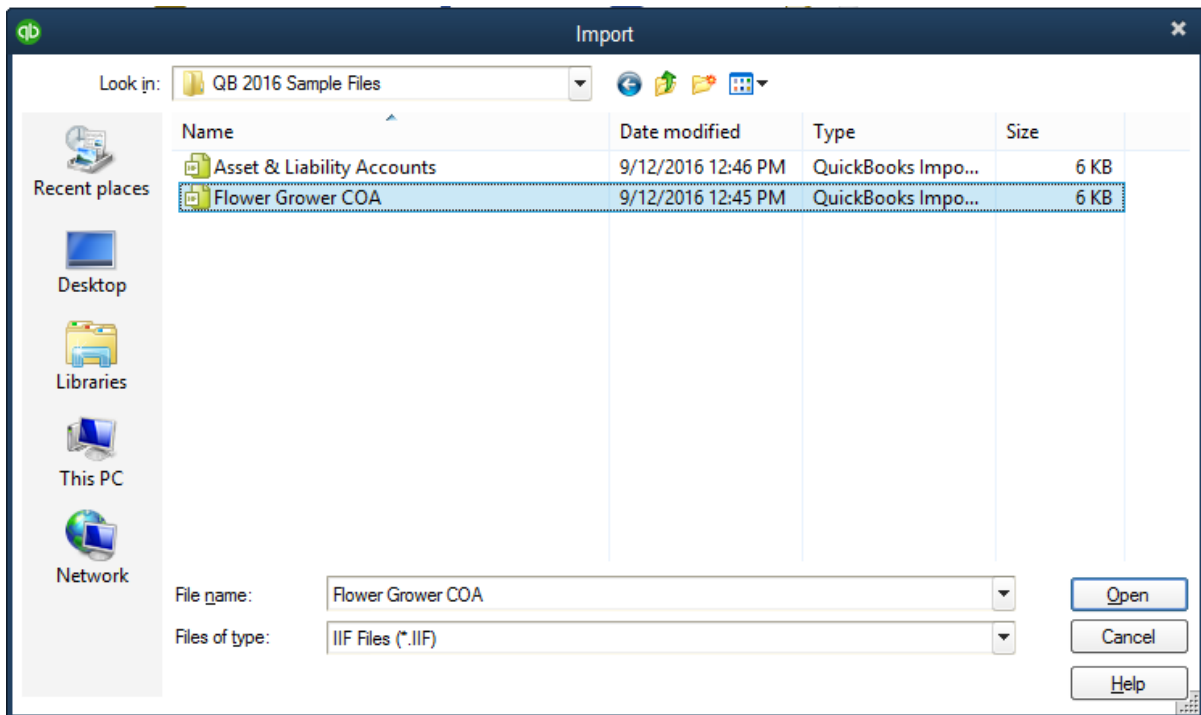 qb Import
Look in: QB 2016 Sample Files
Name Date modified Type Size
Asset & Liability Accounts 9/12/2016 12:46 PM QuickBooks Impo... 6 KB
Flower Grower COA 9/12/2016 12:45 PM QuickBooks Impo... 6 KB
Recent places
Desktop
Libraries
This PC
Network
File name: Flower Grower COA Open
Files of type: IIF Files (*.IIF) Cancel
Help